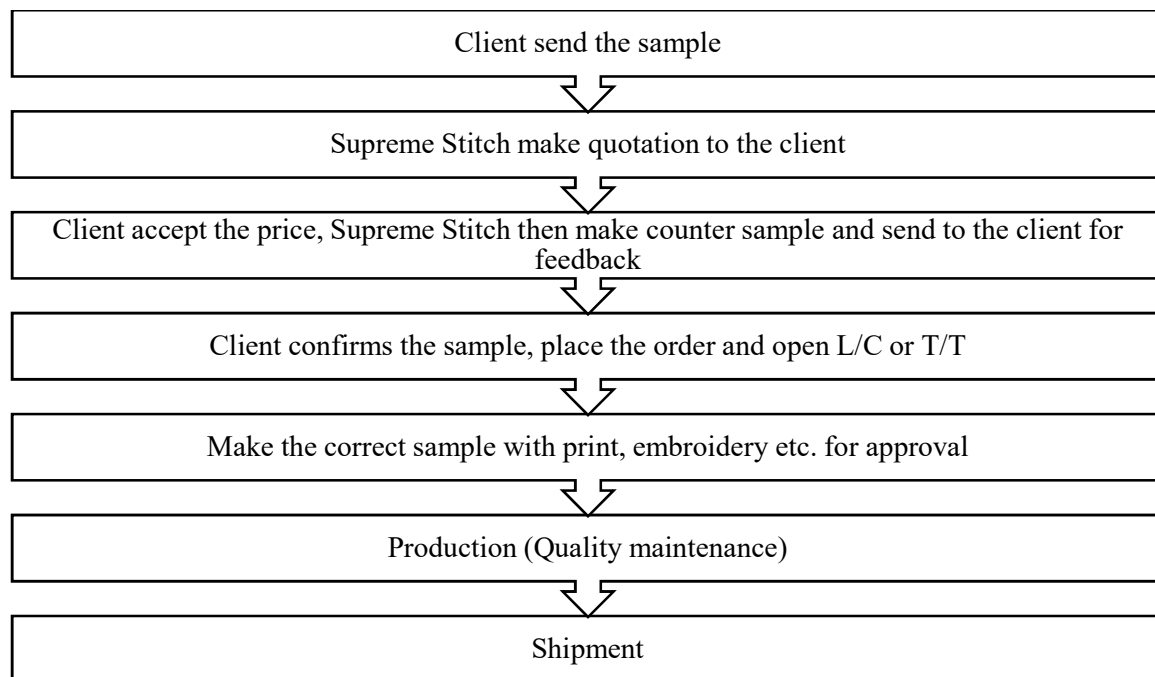 Client send the sample
Supreme Stitch make quotation to the client
Client accept the price, Supreme Stitch then make counter sample and send to the client for
feedback
Client confirms the sample, place the order and open L/C or T/T
Make the correct sample with print, embroidery etc. for approval
Production (Quality maintenance)
Shipment